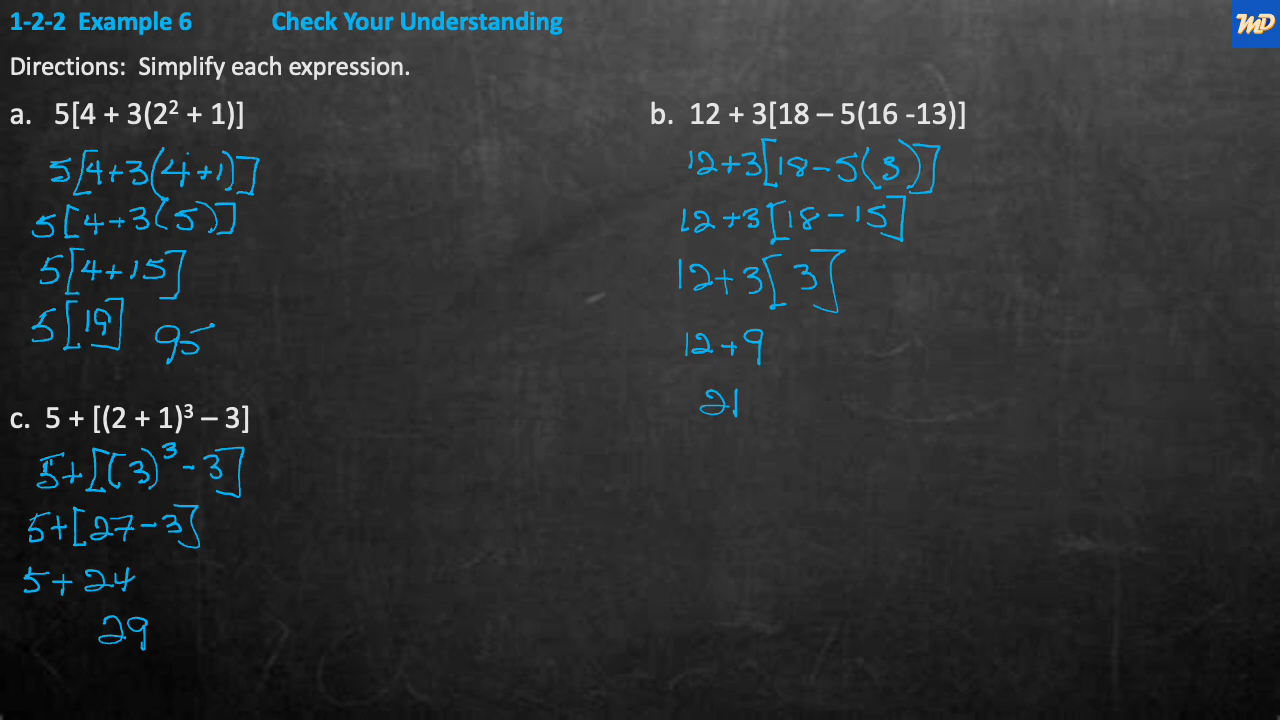 1-2-2 Example 6 Check Your Understanding
MD
Directions: Simplify each expression.
a. 5[4 + 3(2² + 1)]
5[4+3(4+1)]
5[4+3(5)]
5[4+15]
5[19] 95
b. 12 + 3[18 – 5(16 -13)]
12+3[18-5(3)]
12+3[18-15]
12+3[3]
12+9
21
c. 5 + [(2 + 1)³ – 3]
5+[(3)³-3]
5+[27-3]
5+24
29